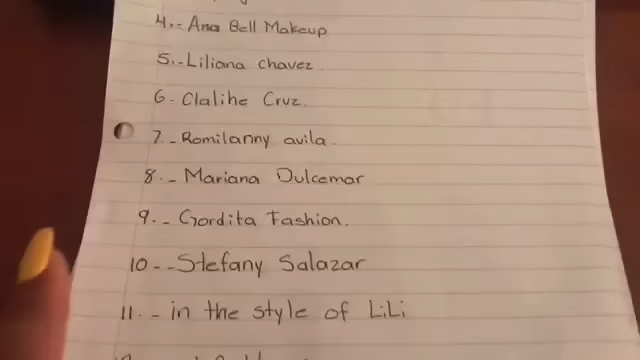 4.- Ana Bell Makeup
5.-Liliana chavez.
6- Clalihe Cruz.
7.-Romilanny avila.
8.- Mariana Dulcemar
9.- Gordita Fashion.
10--Stefany Salazar
11.- in the style of LiLi